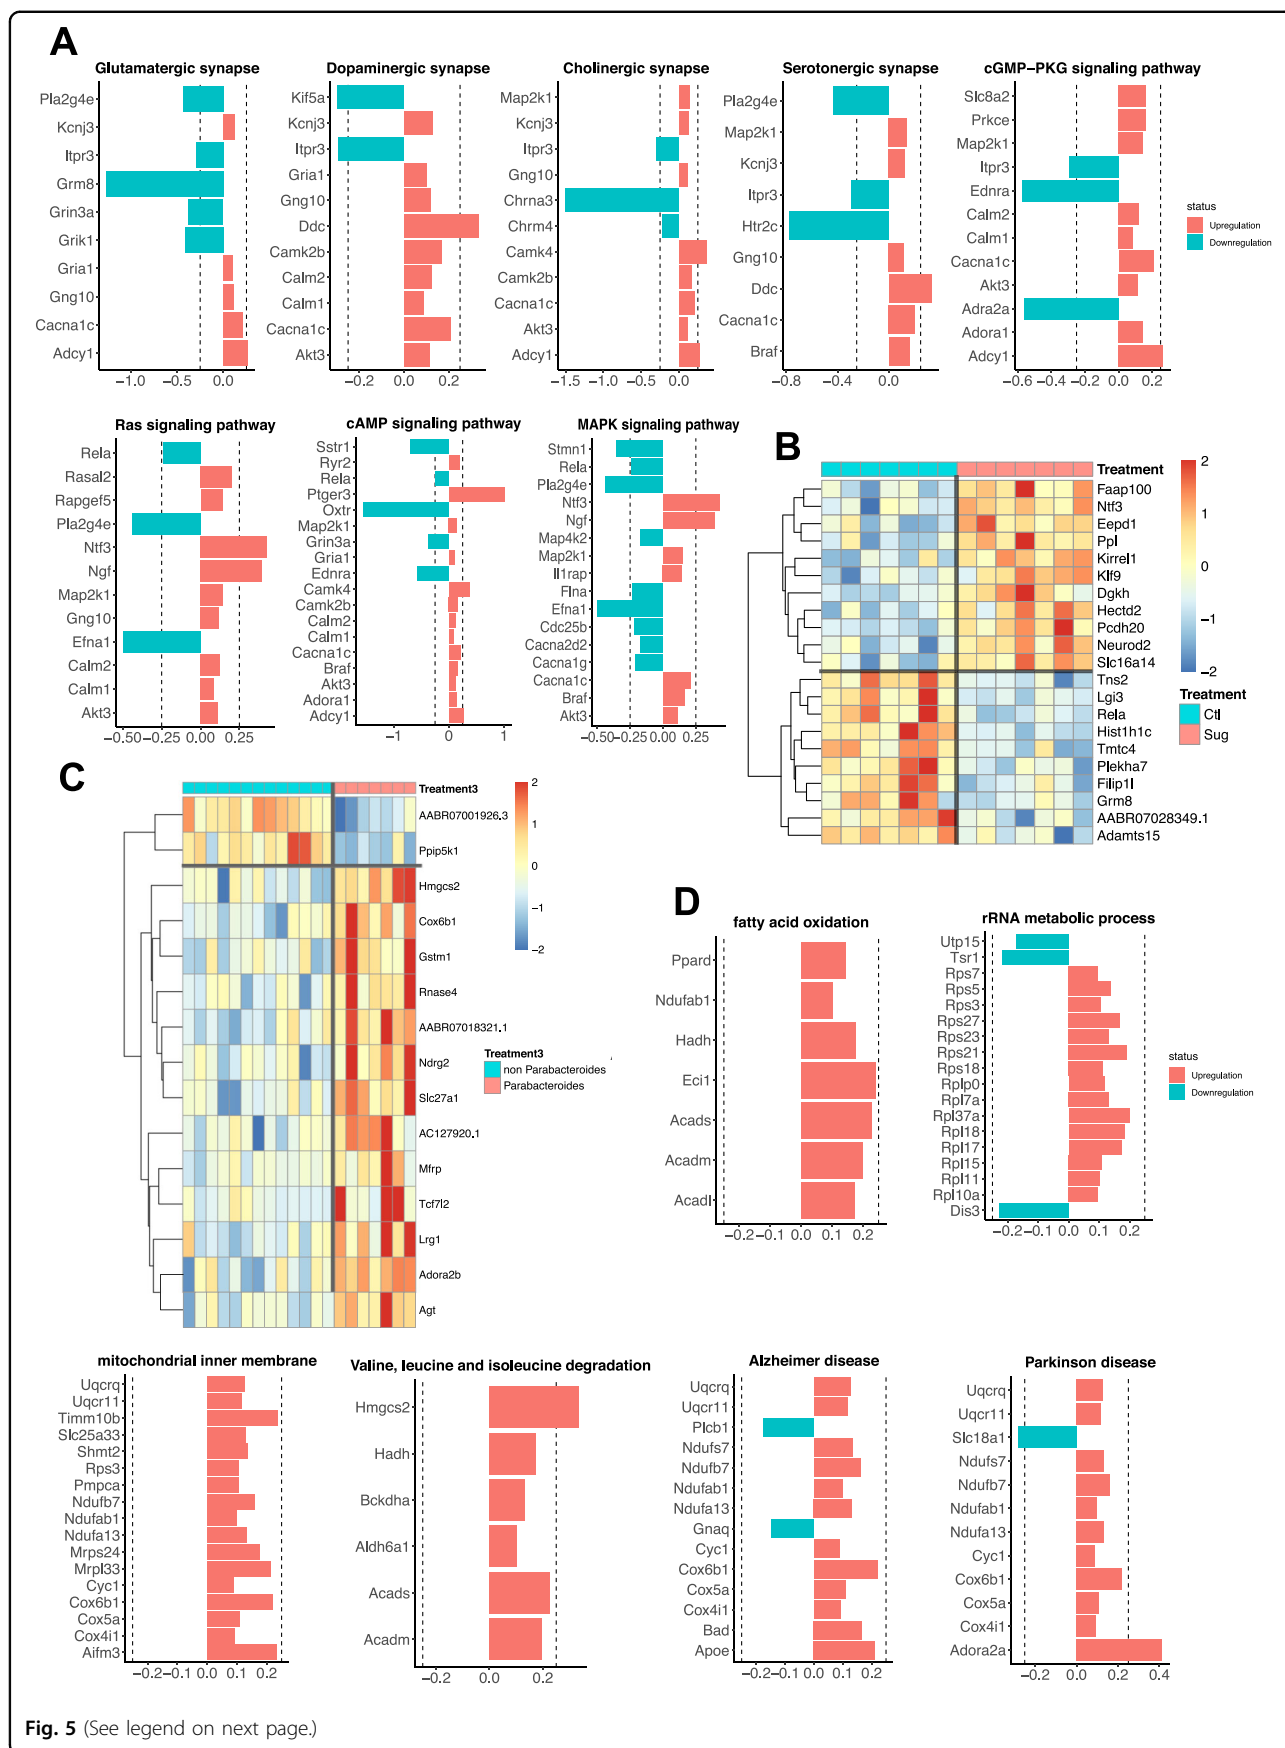 A
Glutamatergic synapse
Pla2g4e
Kcnj3
Itpr3
Grm8
Grin3a
Grik1
Gria1
Gng10
Cacna1c
Adcy1
−1.0 −0.5 0.0
Dopaminergic synapse
Kif5a
Kcnj3
Itpr3
Gria1
Gng10
Ddc
Camk2b
Calm2
Calm1
Cacna1c
Akt3
−0.2 0.0 0.2
Cholinergic synapse
Map2k1
Kcnj3
Itpr3
Gng10
Chrna3
Chrm4
Camk4
Camk2b
Cacna1c
Akt3
Adcy1
−1.5 −1.0 −0.5 0.0
Serotonergic synapse
Pla2g4e
Map2k1
Kcnj3
Itpr3
Htr2c
Gng10
Ddc
Cacna1c
Braf
−0.8 −0.4 0.0
cGMP−PKG signaling pathway
Slc8a2
Prkce
Map2k1
Itpr3
Ednra
Calm2
Calm1
Cacna1c
Akt3
Adra2a
Adora1
Adcy1
−0.6 −0.4 −0.2 0.0 0.2
status
Upregulation
Downregulation
Ras signaling pathway
Rela
Rasal2
Rapgef5
Pla2g4e
Ntf3
Ngf
Map2k1
Gng10
Efna1
Calm2
Calm1
Akt3
−0.50 −0.25 0.00 0.25
cAMP signaling pathway
Sstr1
Ryr2
Rela
Ptger3
Oxtr
Map2k1
Grin3a
Gria1
Ednra
Camk4
Camk2b
Calm2
Calm1
Cacna1c
Braf
Akt3
Adora1
Adcy1
−1 0 1
MAPK signaling pathway
Stmn1
Rela
Pla2g4e
Ntf3
Ngf
Map4k2
Map2k1
Il1rap
Flna
Efna1
Cdc25b
Cacna2d2
Cacna1g
Cacna1c
Braf
Akt3
−0.50 −0.25 0.00 0.25
B
Treatment
Faap100
Ntf3
Eepd1
Ppl
Kirrel1
Klf9
Dgkh
Hectd2
Pcdh20
Neurod2
Slc16a14
Tns2
Lgi3
Rela
Hist1h1c
Tmtc4
Plekha7
Filip1l
Grm8
AABR07028349.1
Adamts15
2
1
0
−1
−2
Treatment
Ctl
Sug
C
Treatment3
AABR07001926.3
Ppip5k1
Hmgcs2
Cox6b1
Gstm1
Rnase4
AABR07018321.1
Ndrg2
Slc27a1
AC127920.1
Mfrp
Tcf7l2
Lrg1
Adora2b
Agt
2
1
0
−1
−2
Treatment3
non Parabacteroides
Parabacteroides
D
fatty acid oxidation
Ppard
Ndufab1
Hadh
Eci1
Acads
Acadm
Acadl
−0.2 −0.1 0.0 0.1 0.2
rRNA metabolic process
Utp15
Tsr1
Rps7
Rps5
Rps3
Rps27
Rps23
Rps21
Rps18
Rplp0
Rpl7a
Rpl37a
Rpl18
Rpl17
Rpl15
Rpl11
Rpl10a
Dis3
−0.2 −0.1 0.0 0.1 0.2
status
Upregulation
Downregulation
mitochondrial inner membrane
Uqcrq
Uqcr11
Timm10b
Slc25a33
Shmt2
Rps3
Pmpca
Ndufb7
Ndufab1
Ndufa13
Mrps24
Mrpl33
Cyc1
Cox6b1
Cox5a
Cox4i1
Aifm3
−0.2 −0.1 0.0 0.1 0.2
Valine, leucine and isoleucine degradation
Hmgcs2
Hadh
Bckdha
Aldh6a1
Acads
Acadm
−0.2 0.0 0.2
Alzheimer disease
Uqcrq
Uqcr11
Plcb1
Ndufs7
Ndufb7
Ndufab1
Ndufa13
Gnaq
Cyc1
Cox6b1
Cox5a
Cox4i1
Bad
Apoe
−0.2 −0.1 0.0 0.1 0.2
Parkinson disease
Uqcrq
Uqcr11
Slc18a1
Ndufs7
Ndufb7
Ndufab1
Ndufa13
Cyc1
Cox6b1
Cox5a
Cox4i1
Adora2a
−0.2 0.0 0.2 0.4
Fig. 5 (See legend on next page.)